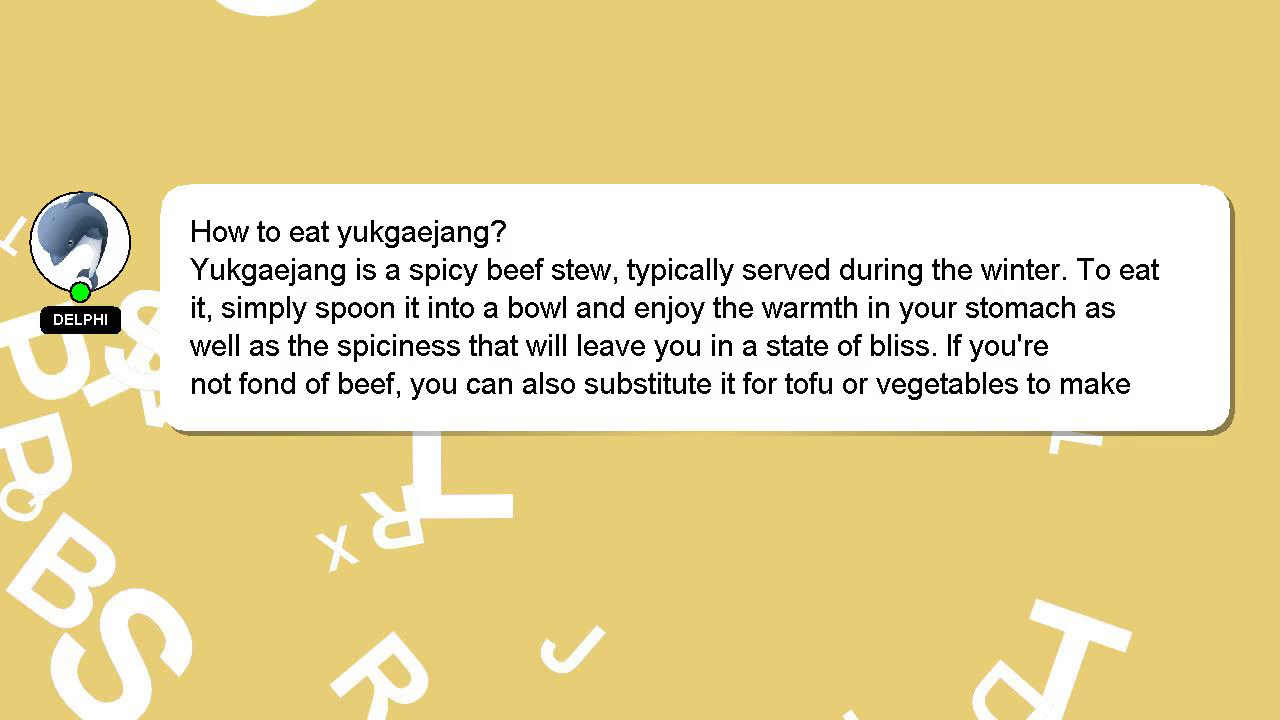 How to eat yukgaejang?
Yukgaejang is a spicy beef stew, typically served during the winter. To eat
it, simply spoon it into a bowl and enjoy the warmth in your stomach as
well as the spiciness that will leave you in a state of bliss. If you're
not fond of beef, you can also substitute it for tofu or vegetables to make
DELPHI
T
S
P
R
Q
B
S
L
X
R
R
J
L
T
D